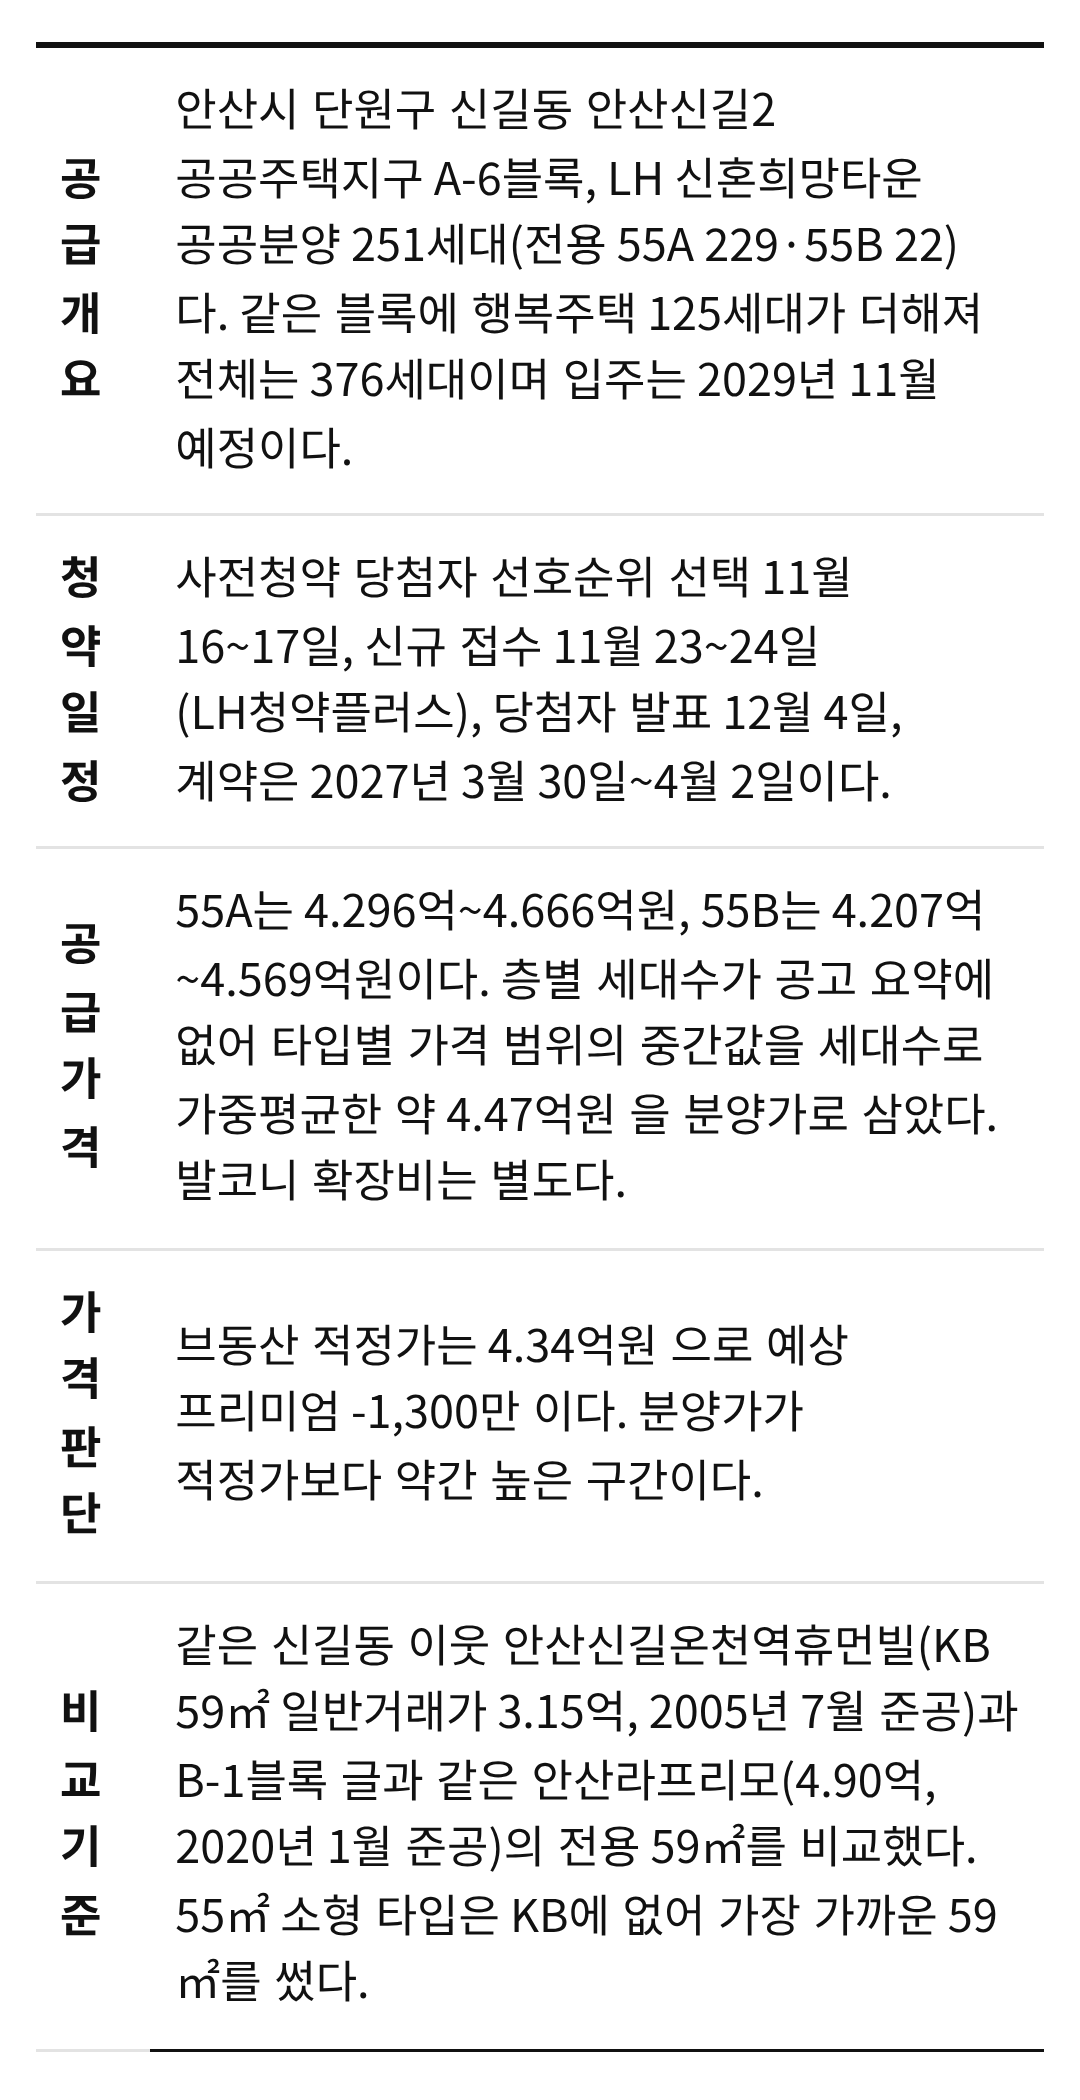 공급개요
안산시 단원구 신길동 안산신길2
공공주택지구 A-6블록, LH 신혼희망타운
공공분양 251세대(전용 55A 229·55B 22)
다. 같은 블록에 행복주택 125세대가 더해져
전체는 376세대이며 입주는 2029년 11월
예정이다.
청약일정
사전청약 당첨자 선호순위 선택 11월
16~17일, 신규 접수 11월 23~24일
(LH청약플러스), 당첨자 발표 12월 4일,
계약은 2027년 3월 30일~4월 2일이다.
공급가격
55A는 4.296억~4.666억원, 55B는 4.207억
~4.569억원이다. 층별 세대수가 공고 요약에
없어 타입별 가격 범위의 중간값을 세대수로
가중평균한 약 4.47억원 을 분양가로 삼았다.
발코니 확장비는 별도다.
가격판단
브동산 적정가는 4.34억원 으로 예상
프리미엄 -1,300만 이다. 분양가가
적정가보다 약간 높은 구간이다.
비교기준
같은 신길동 이웃 안산신길온천역휴먼빌(KB
59㎡ 일반거래가 3.15억, 2005년 7월 준공)과
B-1블록 글과 같은 안산라프리모(4.90억,
2020년 1월 준공)의 전용 59㎡를 비교했다.
55㎡ 소형 타입은 KB에 없어 가장 가까운 59
㎡를 썼다.